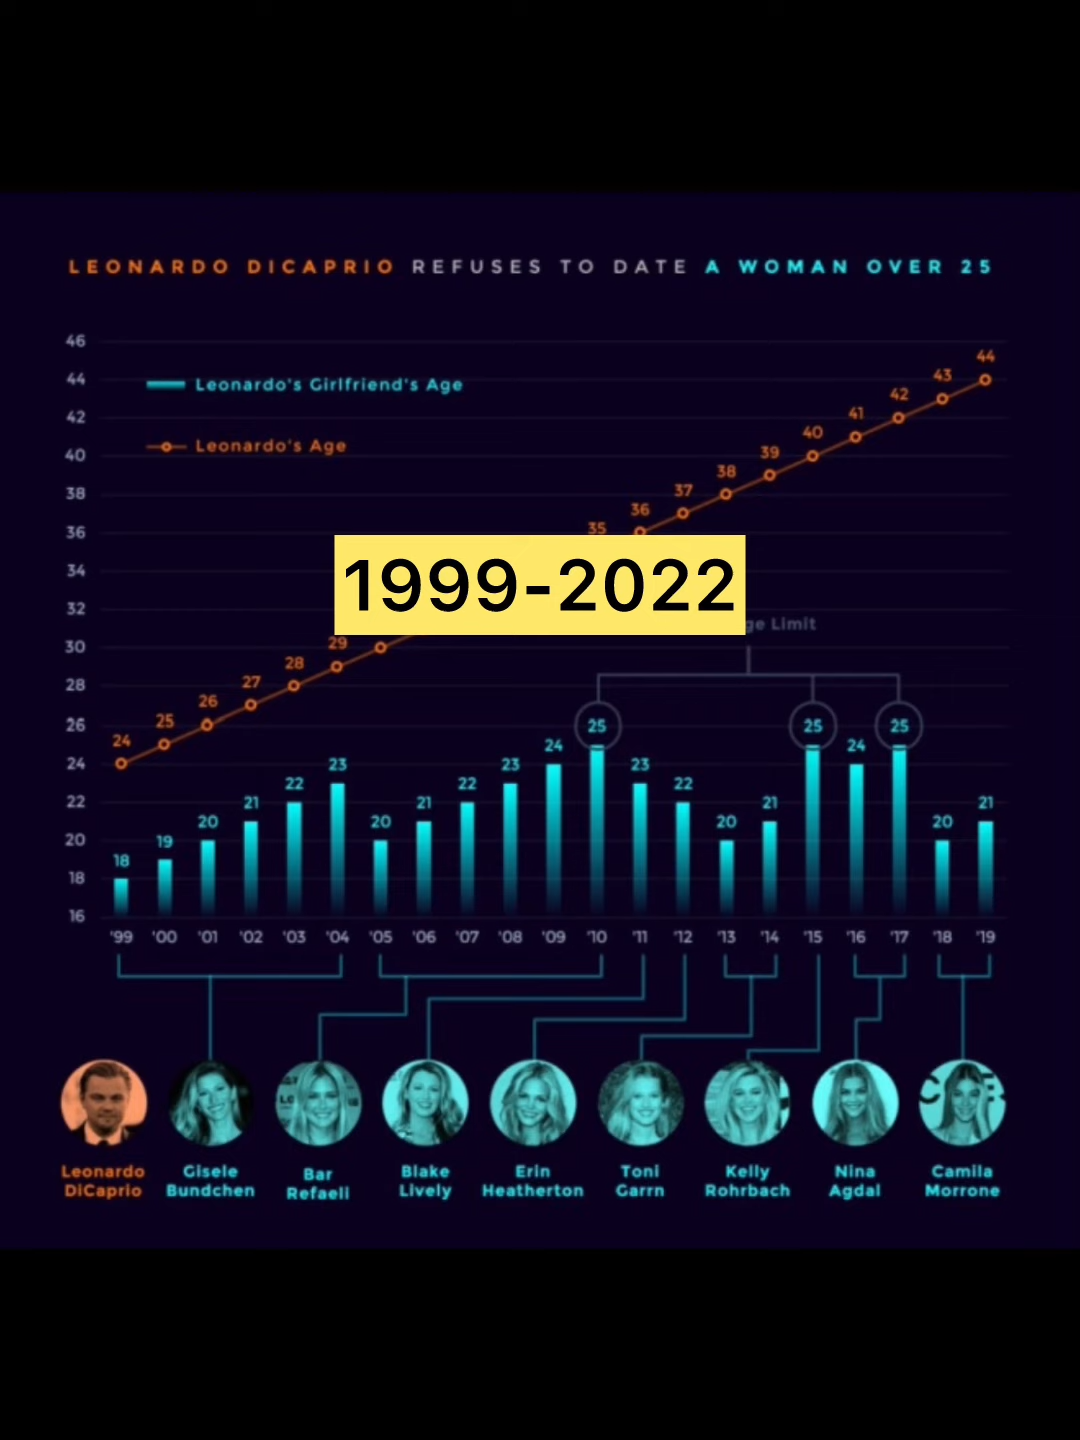 LEONARDO DICAPRIO REFUSES TO DATE A WOMAN OVER 25
46
44
42
40
38
36
34
32
30
28
26
24
22
20
18
16
Leonardo's Girlfriend's Age
Leonardo's Age
24 25 26 27 28 29 35 36 37 38 39 40 41 42 43 44
1999-2022
Limit
18 19 20 21 22 23 20 21 22 23 24 25 23 22 20 21 25 24 25 20 21
'99 '00 '01 '02 '03 '04 '05 '06 '07 '08 '09 '10 '11 '12 '13 '14 '15 '16 '17 '18 '19
Leonardo DiCaprio
Gisele Bundchen
Bar Refaeli
Blake Lively
Erin Heatherton
Toni Garrn
Kelly Rohrbach
Nina Agdal
Camila Morrone